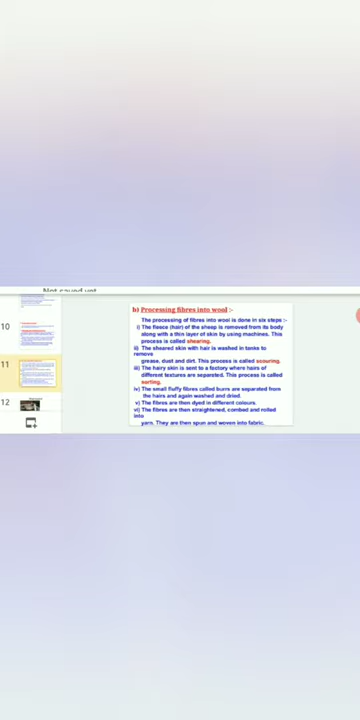 Not saved yet
10
11
12
b) Processing fibres into wool :-
The processing of fibres into wool is done in six steps :-
i) The fleece (hair) of the sheep is removed from its body
along with a thin layer of skin by using machines. This
process is called shearing.
ii) The sheared skin with hair is washed in tanks to
remove
grease, dust and dirt. This process is called scouring.
iii) The hairy skin is sent to a factory where hairs of
different textures are separated. This process is called
sorting.
iv) The small fluffy fibres called burrs are separated from
the hairs and again washed and dried.
v) The fibres are then dyed in different colours.
vi) The fibres are then straightened, combed and rolled
into
yarn. They are then spun and woven into fabric.